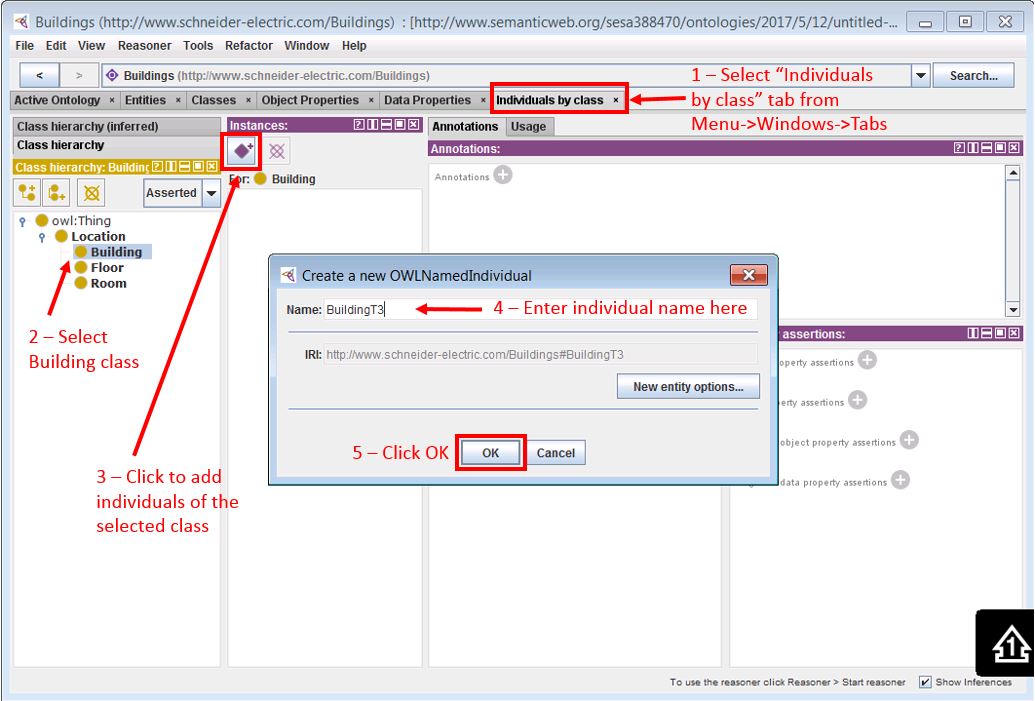 Buildings (http://www.schneider-electric.com/Buildings) : [http://www.semanticweb.org/sesa388470/ontologies/2017/5/12/untitled-...
File Edit View Reasoner Tools Refactor Window Help
< > Buildings (http://www.schneider-electric.com/Buildings) Search...
1 – Select “Individuals
by class” tab from
Menu->Windows->Tabs
Active Ontology × Entities × Classes × Object Properties × Data Properties × Individuals by class ×
Class hierarchy (inferred)
Class hierarchy
Class hierarchy: Building
Asserted
owl:Thing
Location
Building
Floor
Room
2 – Select
Building class
3 – Click to add
individuals of the
selected class
Instances:
For: Building
Annotations Usage
Annotations:
Annotations
Create a new OWLNamedIndividual
Name: BuildingT3
4 – Enter individual name here
IRI: http://www.schneider-electric.com/Buildings#BuildingT3
New entity options...
5 – Click OK
OK Cancel
assertions:
property assertions
assertions
object property assertions
data property assertions
1
To use the reasoner click Reasoner > Start reasoner Show Inferences